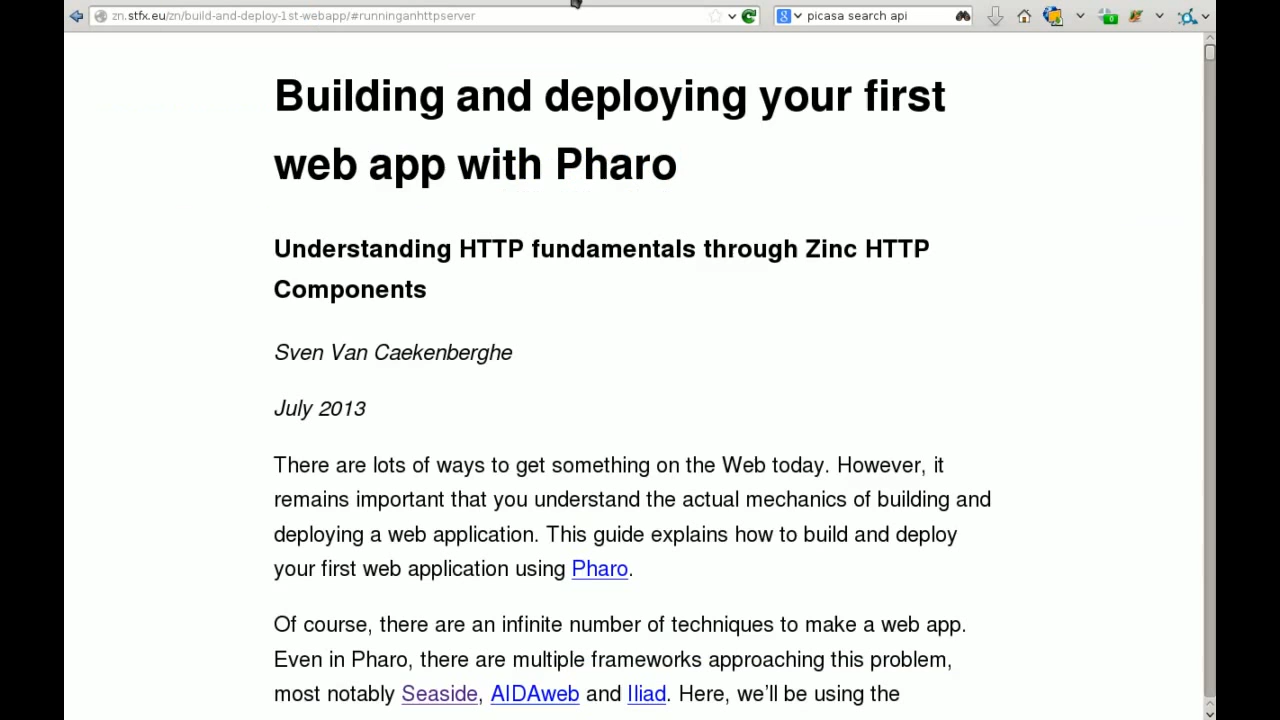 zn.stfx.eu/zn/build-and-deploy-1st-webapp/#runninganhttpserver
picasa search api
Building and deploying your first
web app with Pharo
Understanding HTTP fundamentals through Zinc HTTP
Components
Sven Van Caekenberghe
July 2013
There are lots of ways to get something on the Web today. However, it
remains important that you understand the actual mechanics of building and
deploying a web application. This guide explains how to build and deploy
your first web application using Pharo.
Of course, there are an infinite number of techniques to make a web app.
Even in Pharo, there are multiple frameworks approaching this problem,
most notably Seaside, AIDAweb and Iliad. Here, we’ll be using the